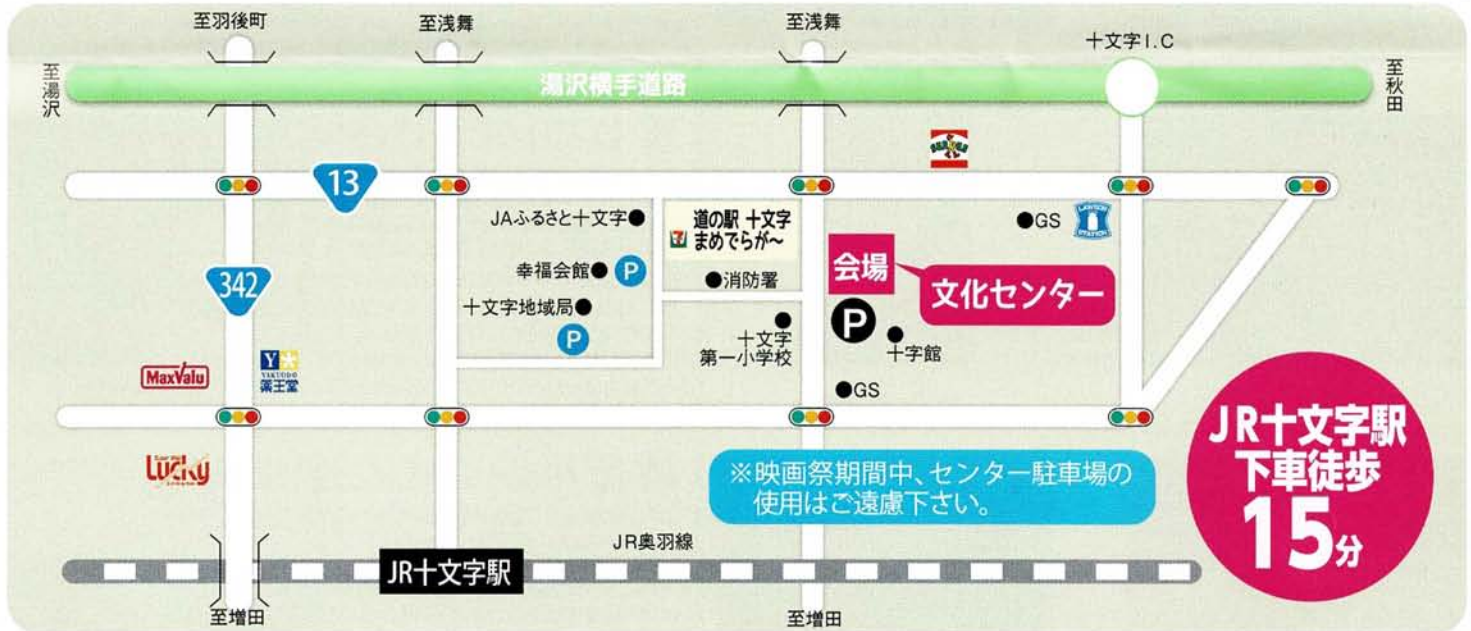 至羽後町
至浅舞
至浅舞
十文字I.C
至湯沢
湯沢横手道路
至秋田
13
JAふるさと十文字
道の駅 十文字
まめでらが〜
GS
LAWSON
STATION
幸福会館
P
消防署
会場
文化センター
342
十文字地域局
P
十文字
第一小学校
P
十字館
MaxValu
YAKUODO
薬王堂
GS
JR十文字駅
下車徒歩
15分
Lucky
※映画祭期間中、センター駐車場の
使用はご遠慮下さい。
JR奥羽線
JR十文字駅
至増田
至増田